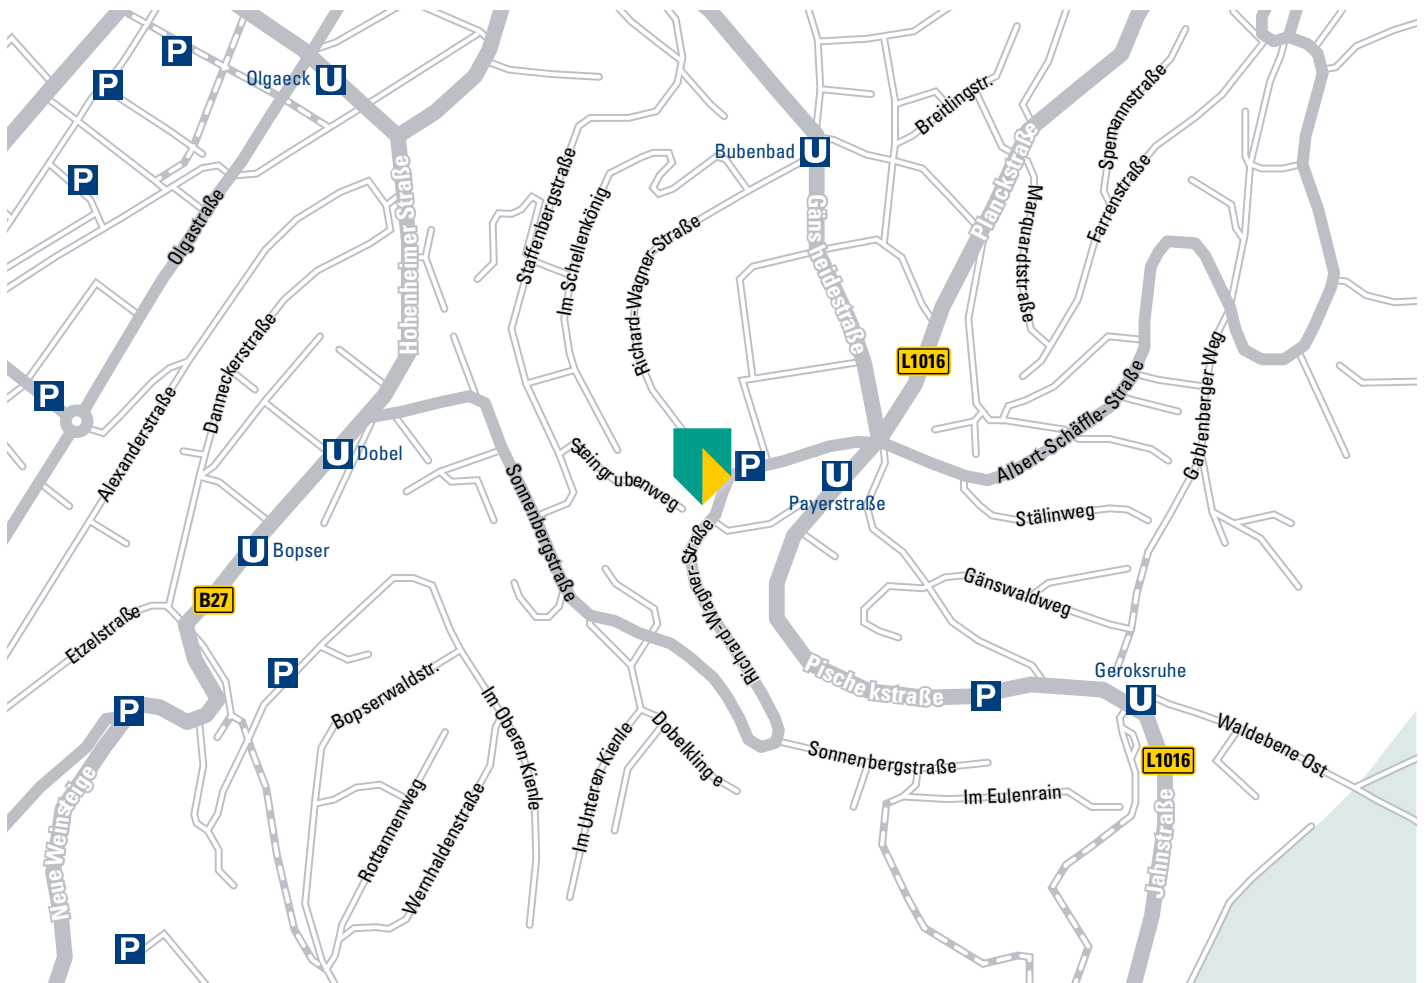 P
P
Olgaeck U
P
Bubenbad U
Breitlingstr.
Spemannstraße
Farrenstraße
Planckstraße
Marquardtstraße
Hohenheimer Straße
Olgastraße
Staffenbergstraße
Im Schellenkönig
Richard-Wagner-Straße
Gänsheidestraße
L1016
Danneckerstraße
Alexanderstraße
P
U Dobel
Gablenberger Weg
Albert-Schäffle-Straße
Steingrubenweg
P
U
Payerstraße
Stälinweg
Sonnenbergstraße
U Bopser
B27
Richard-Wagner-Straße
Gänswaldweg
Etzelstraße
P
Bopserwaldstr.
Im Oberen Kienle
Pischekstraße
P
Geroksruhe
U
P
Waldebene Ost
Dobelklinge
Im Unteren Kienle
Sonnenbergstraße
L1016
Im Eulenrain
Neue Weinsteige
Rottannenweg
Wernhaldenstraße
Jahnstraße
P